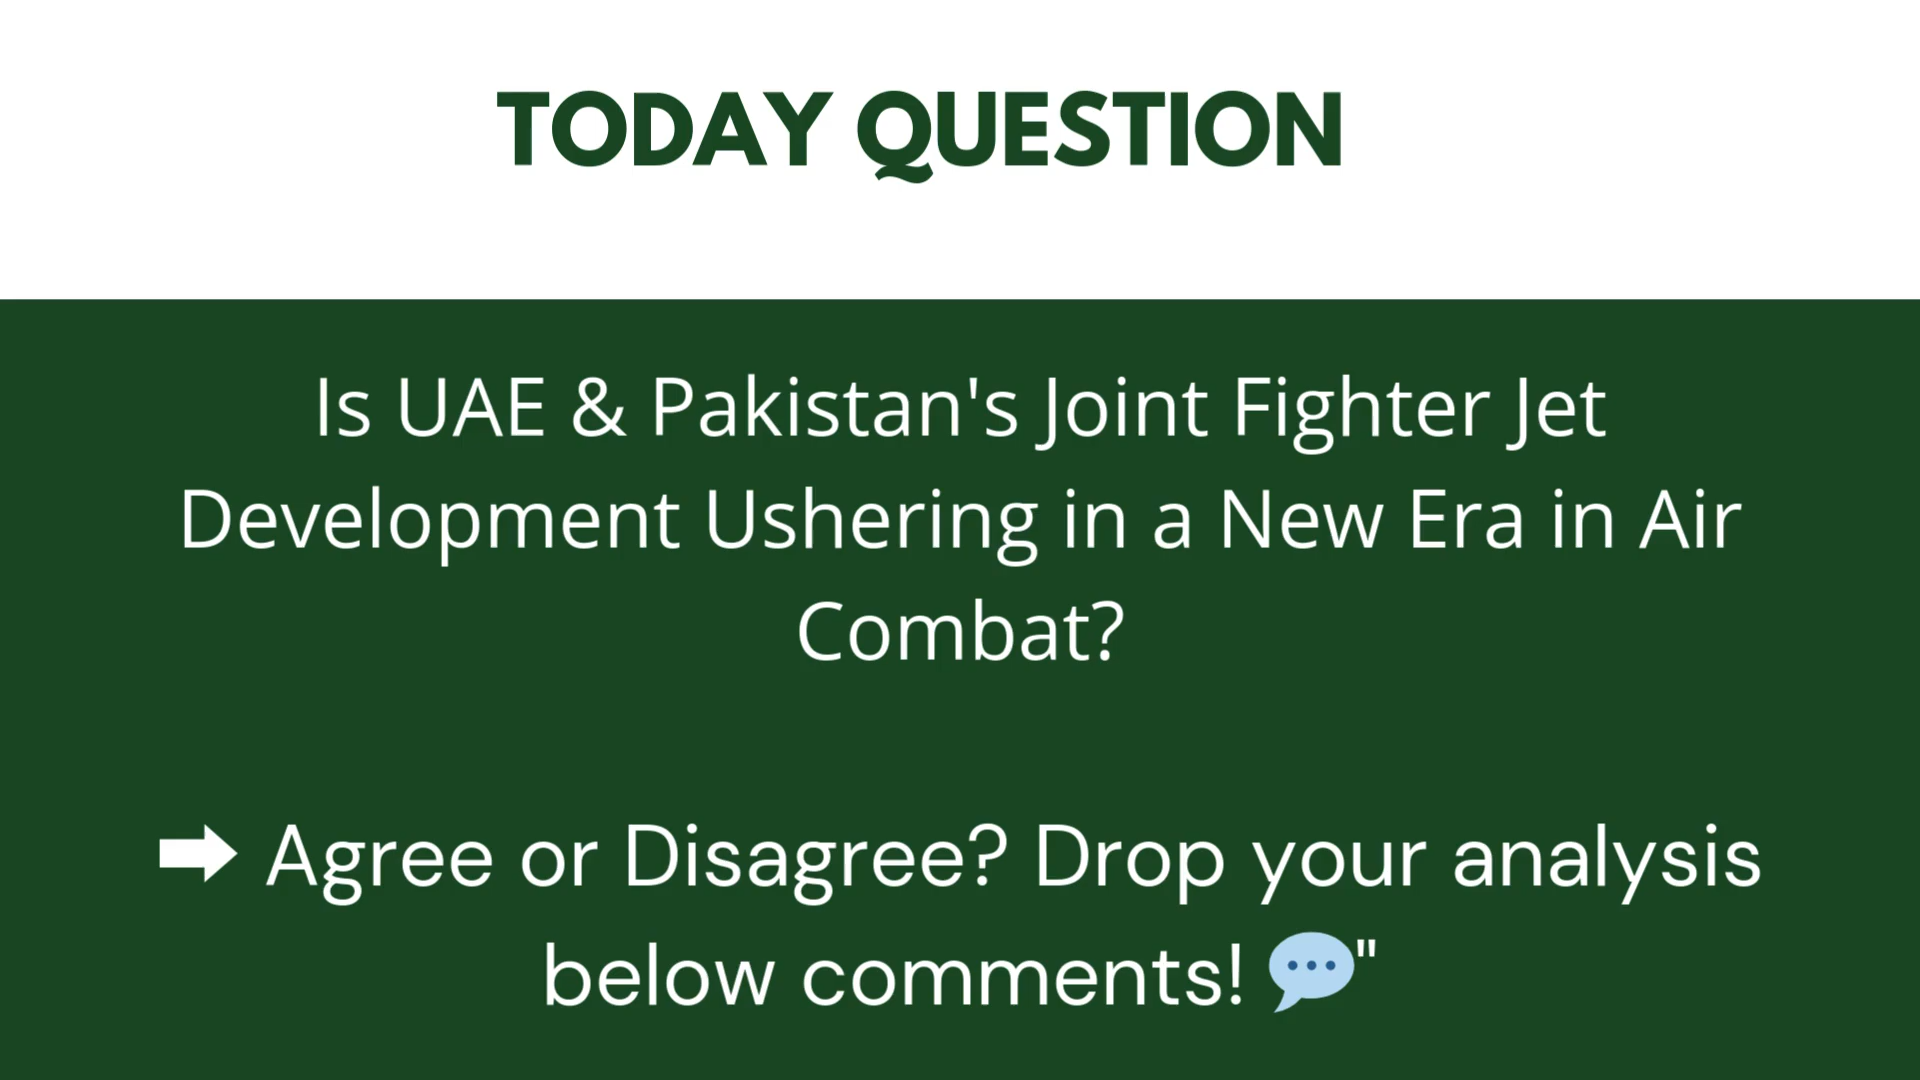 TODAY QUESTION
Is UAE & Pakistan's Joint Fighter Jet
Development Ushering in a New Era in Air
Combat?
➡ Agree or Disagree? Drop your analysis
below comments! 💬"